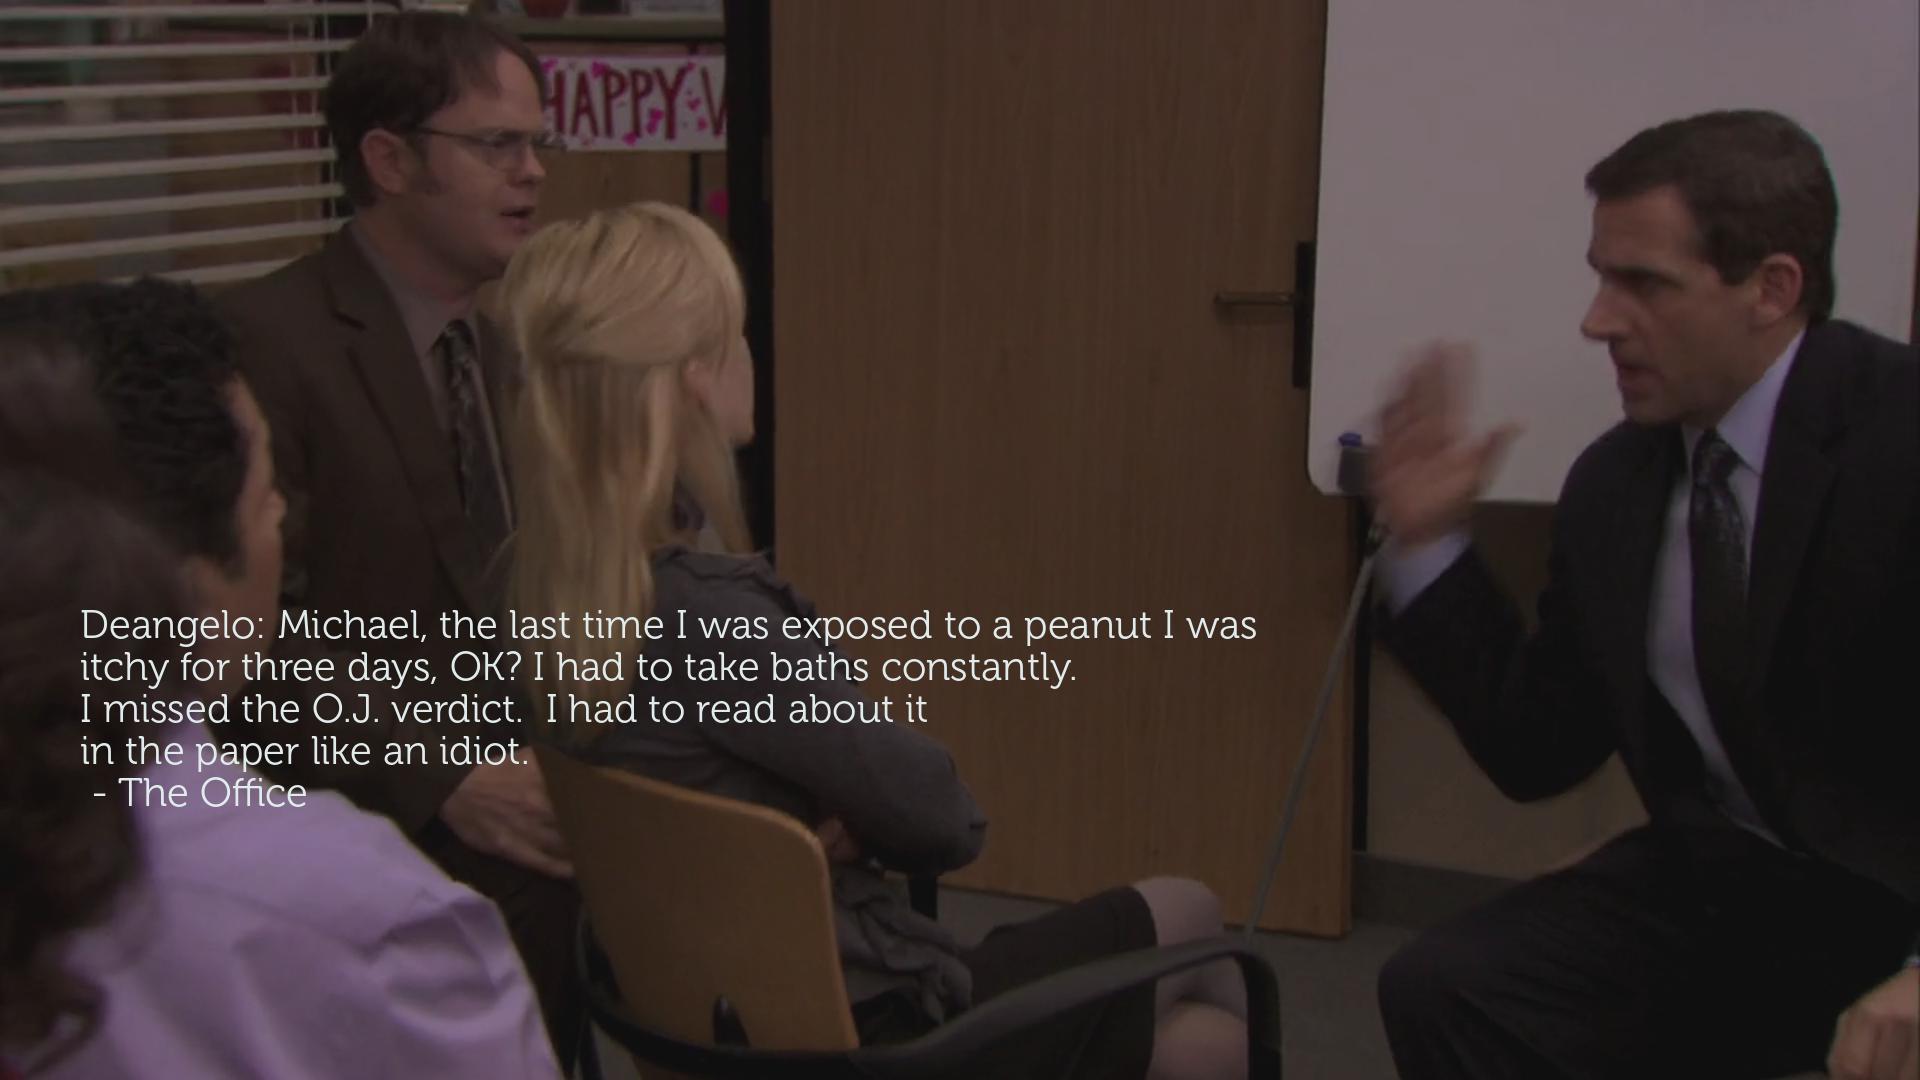 HAPPY V
Deangelo: Michael, the last time I was exposed to a peanut I was
itchy for three days, OK? I had to take baths constantly.
I missed the O.J. verdict.  I had to read about it
in the paper like an idiot.
 - The Office